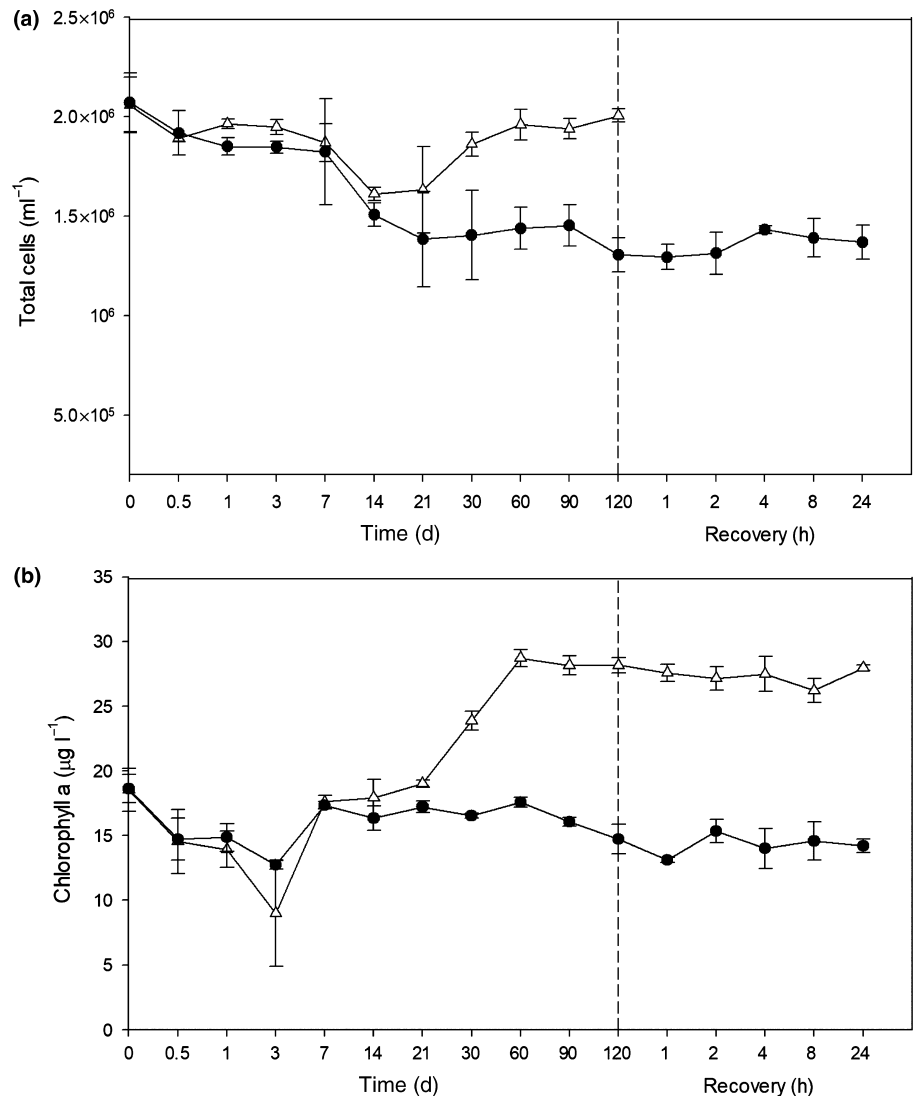 (a)
2.5×10⁶
2.0×10⁶
1.5×10⁶
10⁶
5.0×10⁵
Total cells (ml⁻¹)
0 0.5 1 3 7 14 21 30 60 90 120 1 2 4 8 24
Time (d) Recovery (h)
(b)
35
30
25
20
15
10
5
0
Chlorophyll a (µg l⁻¹)
0 0.5 1 3 7 14 21 30 60 90 120 1 2 4 8 24
Time (d) Recovery (h)